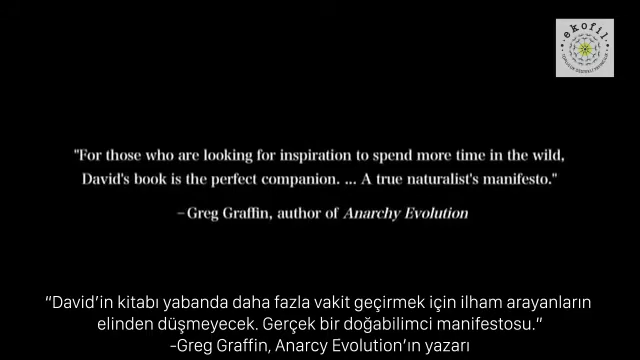 ekofil
"For those who are looking for inspiration to spend more time in the wild,
David's book is the perfect companion. ... A true naturalist's manifesto."
–Greg Graffin, author of Anarchy Evolution
“David’in kitabı yabanda daha fazla vakit geçirmek için ilham arayanların
elinden düşmeyecek. Gerçek bir doğabilimci manifestosu.”
-Greg Graffin, Anarcy Evolution’ın yazarı